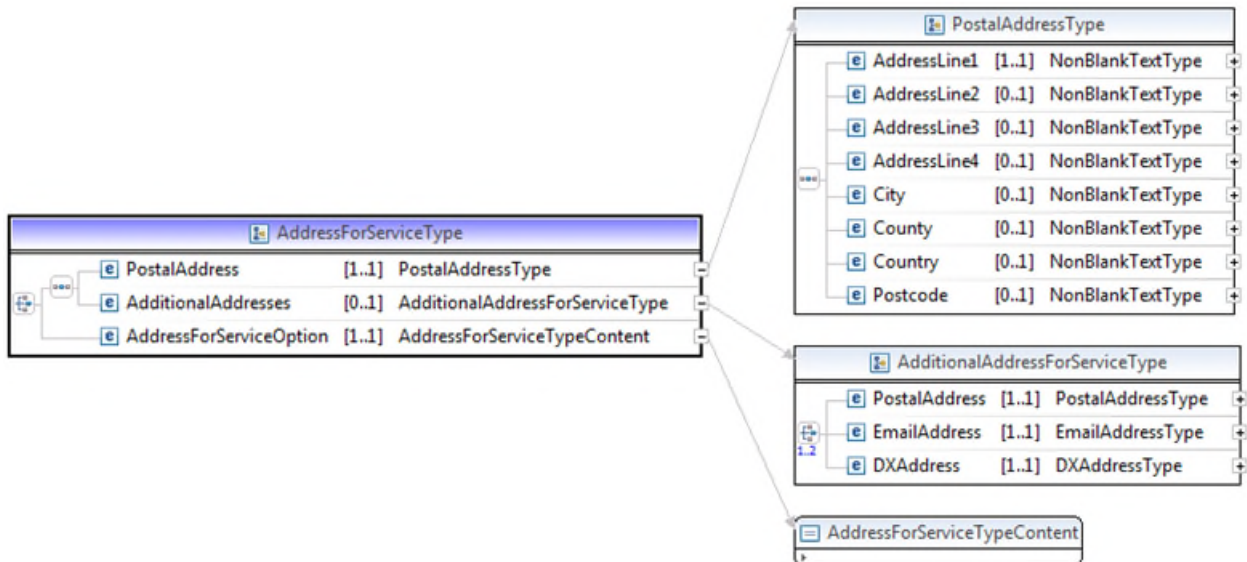 PostalAddressType
AddressLine1 [1..1] NonBlankTextType
AddressLine2 [0..1] NonBlankTextType
AddressLine3 [0..1] NonBlankTextType
AddressLine4 [0..1] NonBlankTextType
City [0..1] NonBlankTextType
County [0..1] NonBlankTextType
Country [0..1] NonBlankTextType
Postcode [0..1] NonBlankTextType
AddressForServiceType
PostalAddress [1..1] PostalAddressType
AdditionalAddresses [0..1] AdditionalAddressForServiceType
AddressForServiceOption [1..1] AddressForServiceTypeContent
AdditionalAddressForServiceType
PostalAddress [1..1] PostalAddressType
EmailAddress [1..1] EmailAddressType
1..2
DXAddress [1..1] DXAddressType
AddressForServiceTypeContent